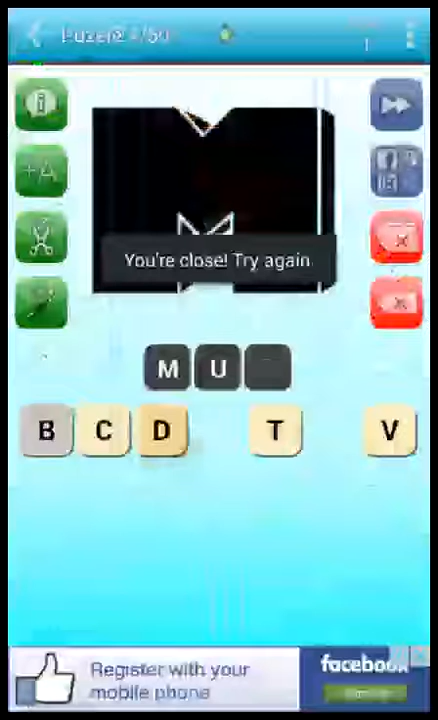 +A
You're close! Try again
M U
B C D T V
Register with your
mobile phone
facebook